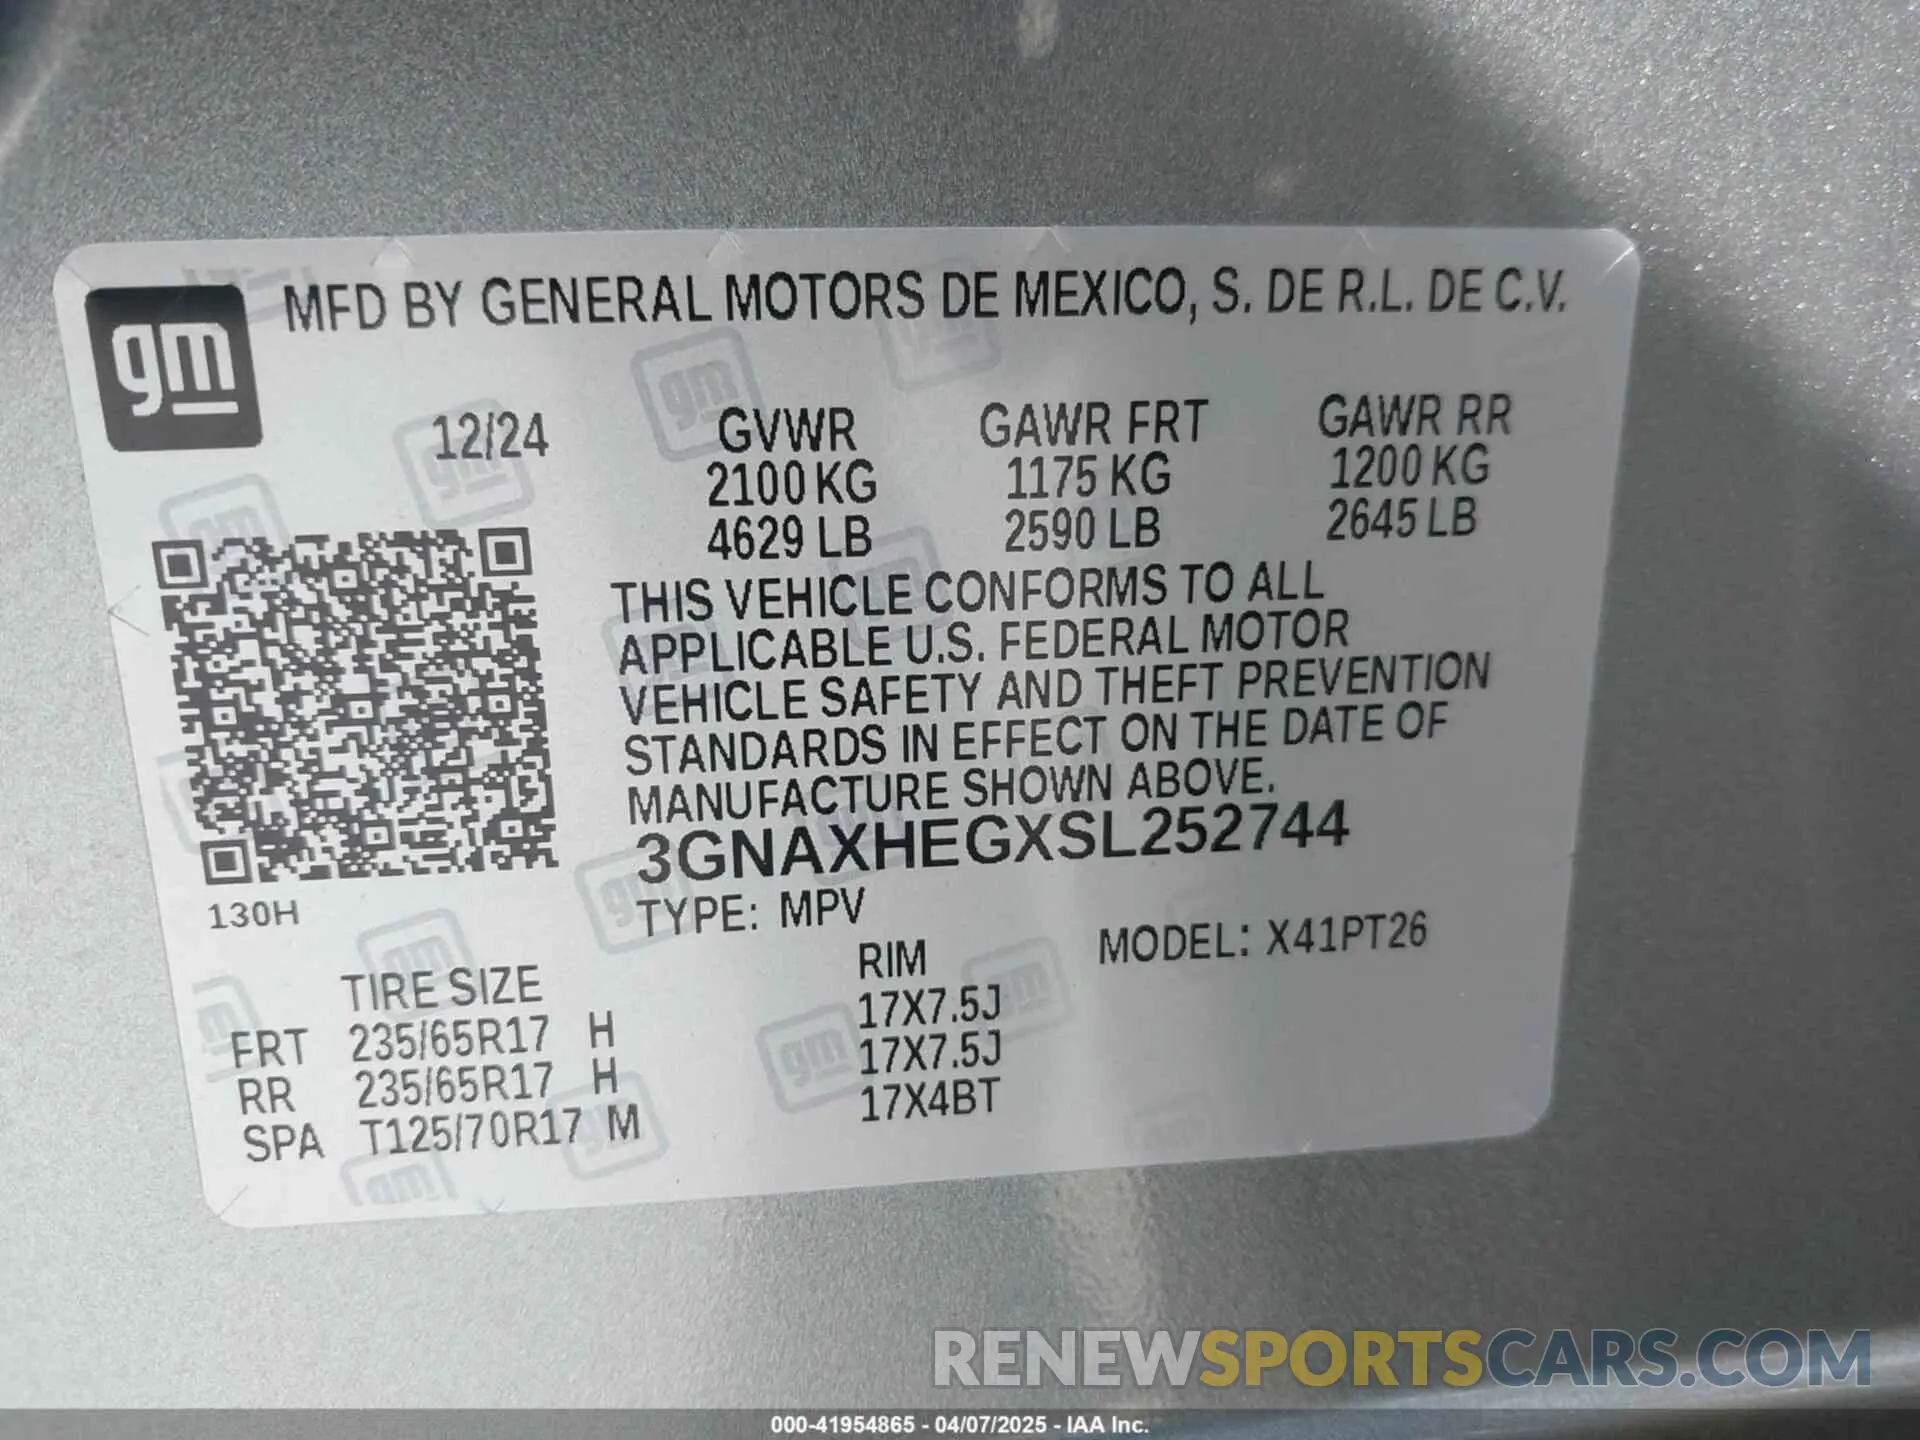 gm
MFD BY GENERAL MOTORS DE MEXICO, S. DE R.L. DE C.V.
12/24
GVWR GAWR FRT GAWR RR
2100 KG 1175 KG 1200 KG
4629 LB 2590 LB 2645 LB
THIS VEHICLE CONFORMS TO ALL
APPLICABLE U.S. FEDERAL MOTOR
VEHICLE SAFETY AND THEFT PREVENTION
STANDARDS IN EFFECT ON THE DATE OF
MANUFACTURE SHOWN ABOVE.
3GNAXHEGXSL252744
130H
TYPE: MPV MODEL: X41PT26
TIRE SIZE RIM
FRT 235/65R17 H 17X7.5J
RR 235/65R17 H 17X7.5J
SPA T125/70R17 M 17X4BT
RENEWSPORTSCARS.COM
000-41954865 - 04/07/2025 - IAA Inc.